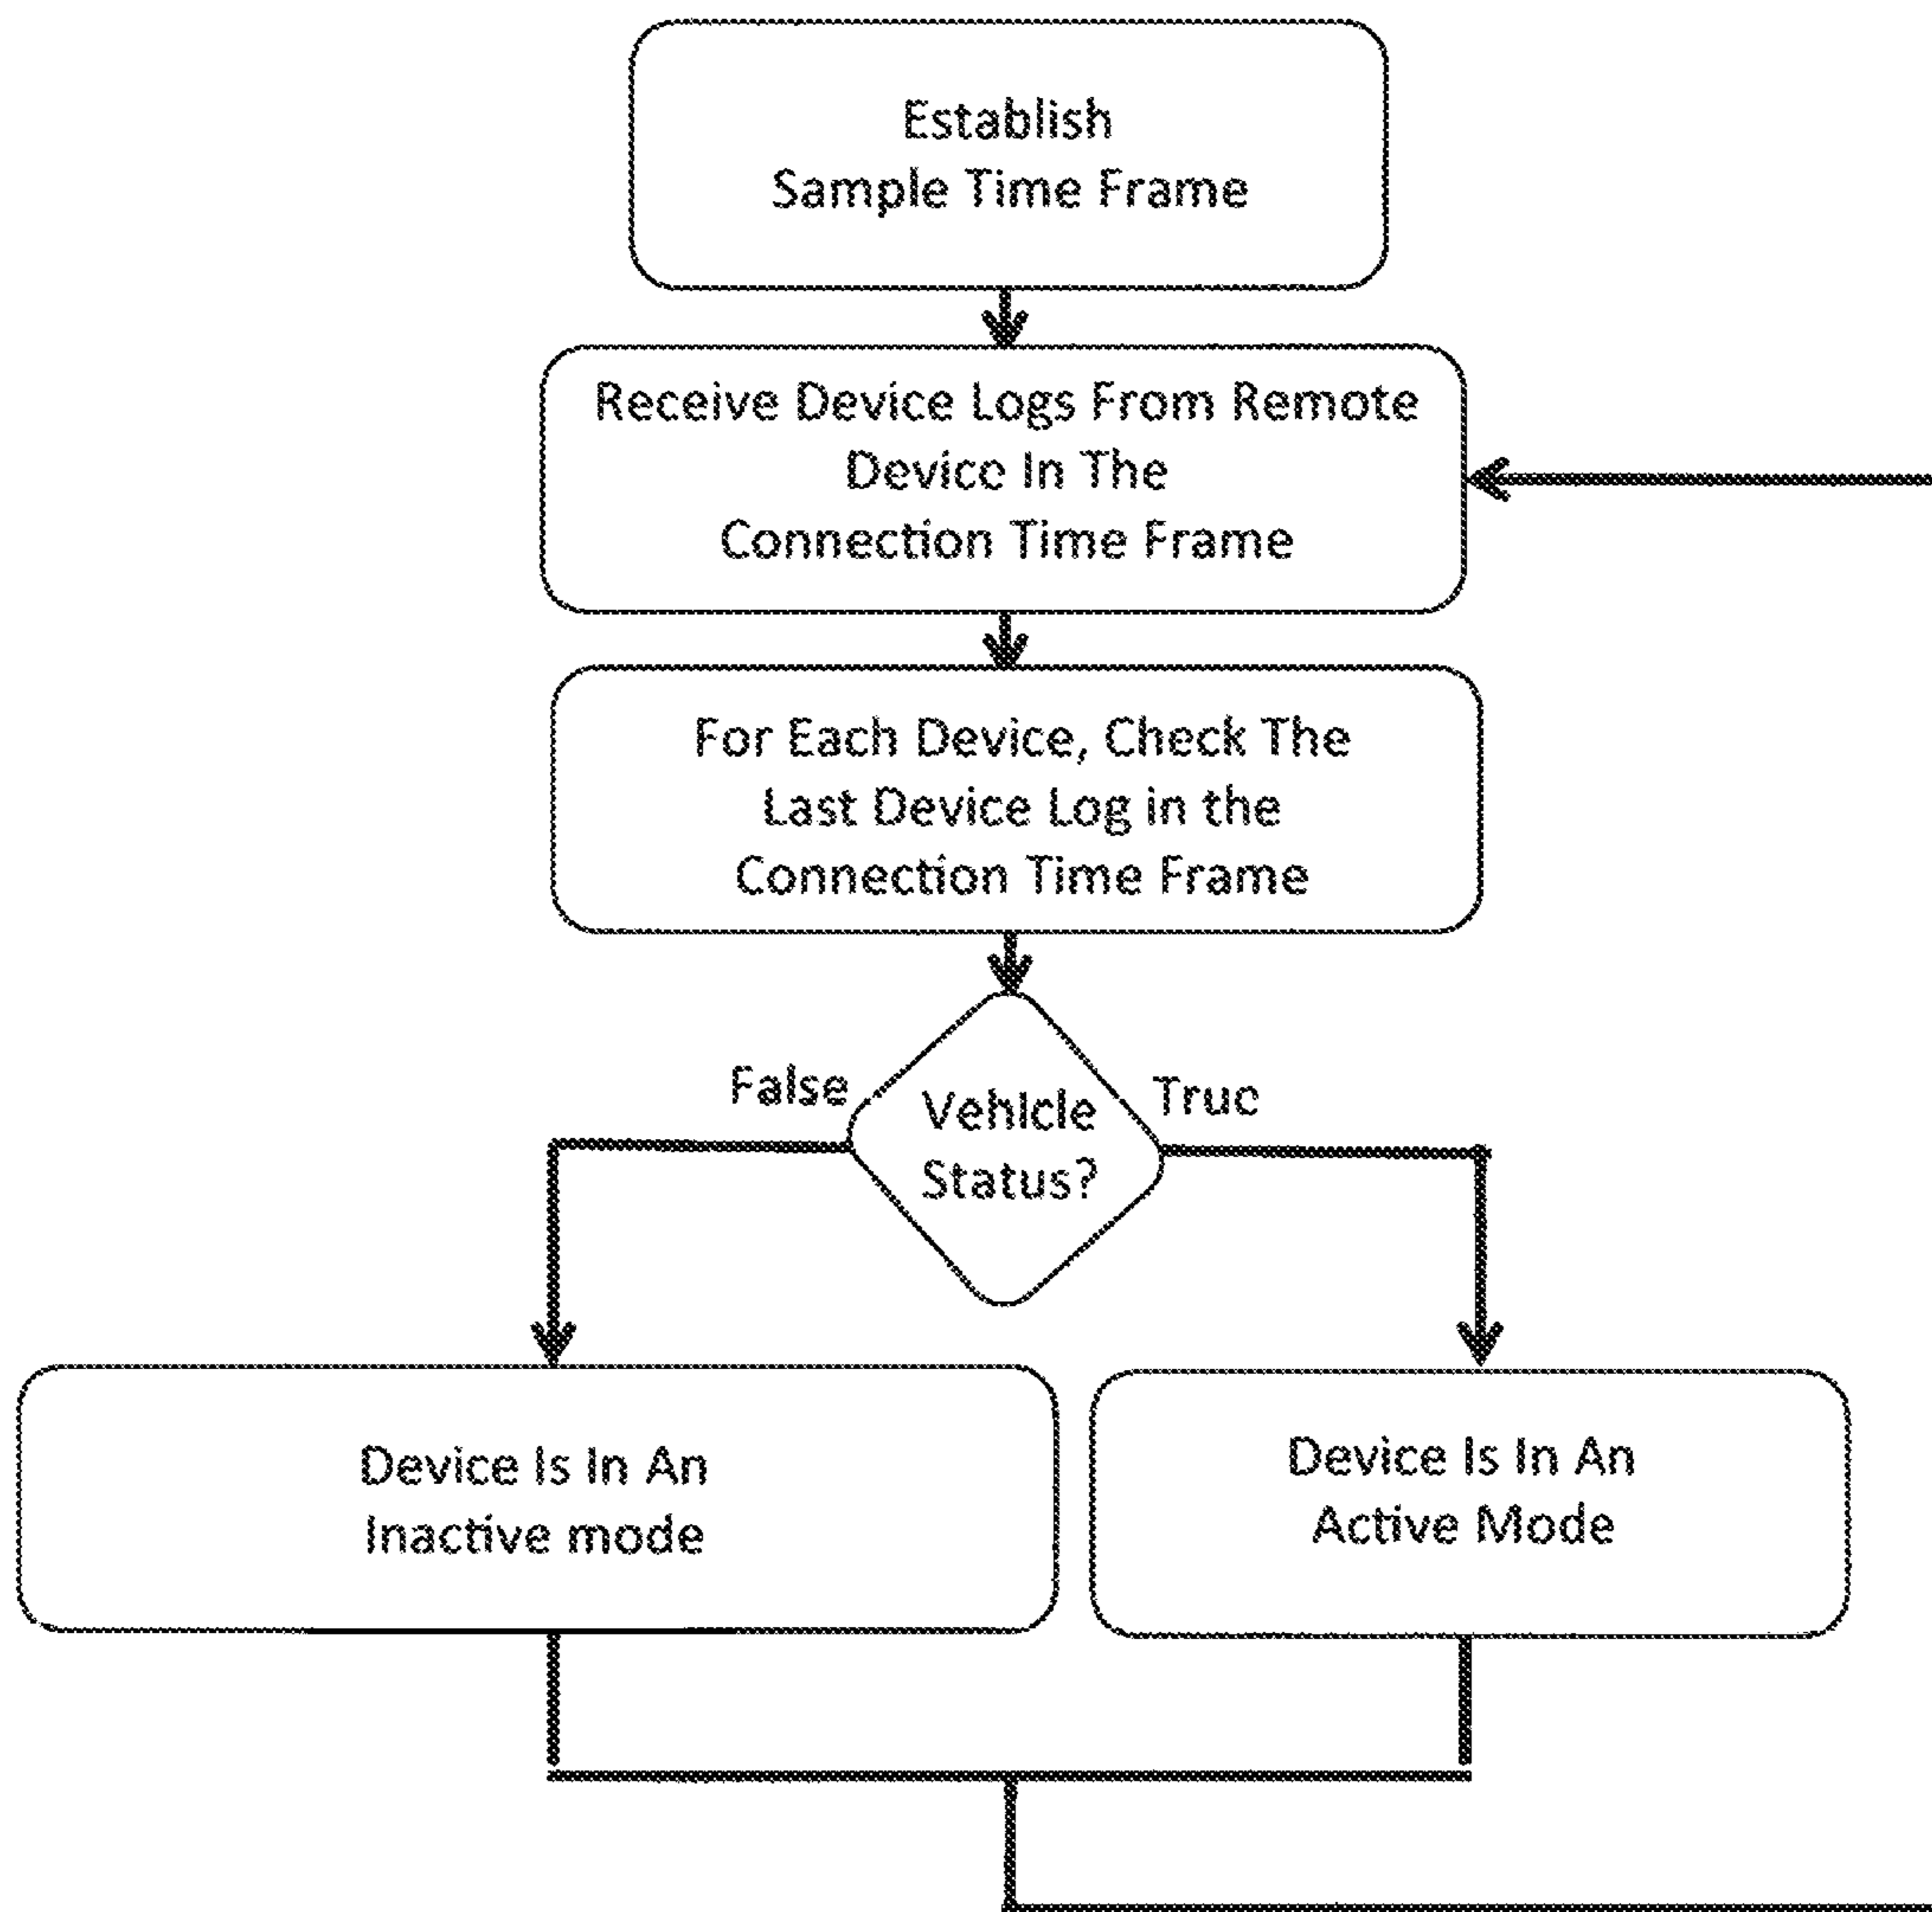 Establish
Sample Time Frame
Receive Device Logs From Remote
Device In The
Connection Time Frame
For Each Device, Check The
Last Device Log in the
Connection Time Frame
False
True
Vehicle
Status?
Device Is In An
Inactive mode
Device Is In An
Active Mode